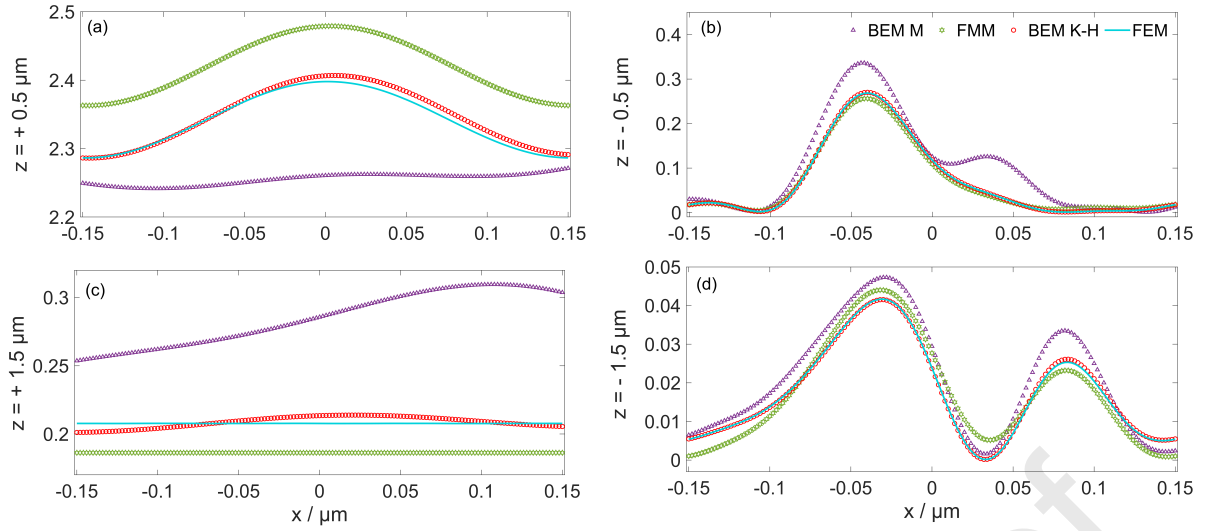 (a)
z = + 0.5 µm
2.5
2.4
2.3
2.2
-0.15 -0.1 -0.05 0 0.05 0.1 0.15
(b)
BEM M FMM BEM K-H FEM
z = - 0.5 µm
0.4
0.3
0.2
0.1
0
-0.15 -0.1 -0.05 0 0.05 0.1 0.15
(c)
z = + 1.5 µm
0.3
0.25
0.2
-0.15 -0.1 -0.05 0 0.05 0.1 0.15
x / µm
(d)
z = - 1.5 µm
0.05
0.04
0.03
0.02
0.01
0
-0.15 -0.1 -0.05 0 0.05 0.1 0.15
x / µm